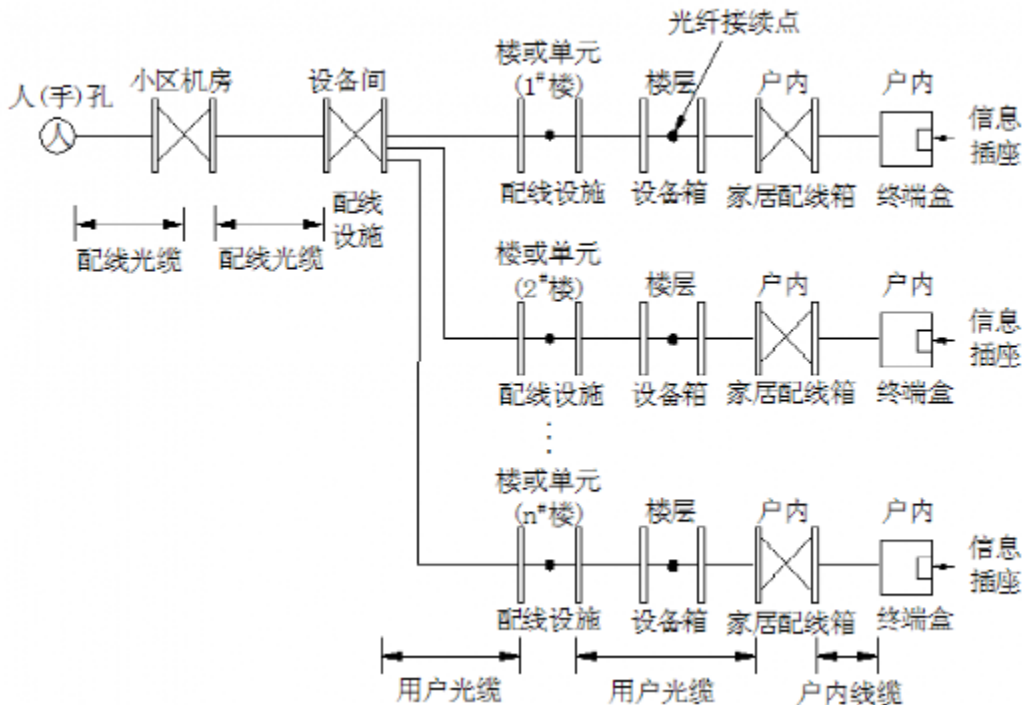 光纤接续点
人(手)孔
人
小区机房
设备间
楼或单元
(1#楼)
楼层
户内
户内
信息
插座
配线设施
设备箱
家居配线箱
终端盒
配线
设施
配线光缆
配线光缆
楼或单元
(2#楼)
楼层
户内
户内
信息
插座
配线设施
设备箱
家居配线箱
终端盒
楼或单元
(n#楼)
楼层
户内
户内
信息
插座
配线设施
设备箱
家居配线箱
终端盒
用户光缆
用户光缆
户内线缆